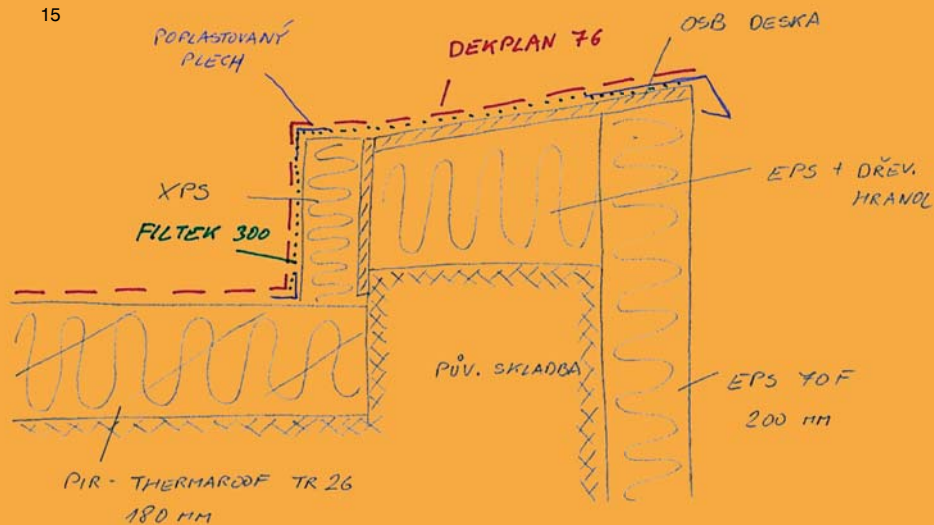 15
POPLASTOVANÝ
PLECH
DEKPLAN 76
OSB DESKA
XPS
FILTEK 300
EPS + DŘEV.
HRANOL
PŮV. SKLADBA
EPS 70F
200 MM
PIR - THERMAROOF TR 26
180 MM